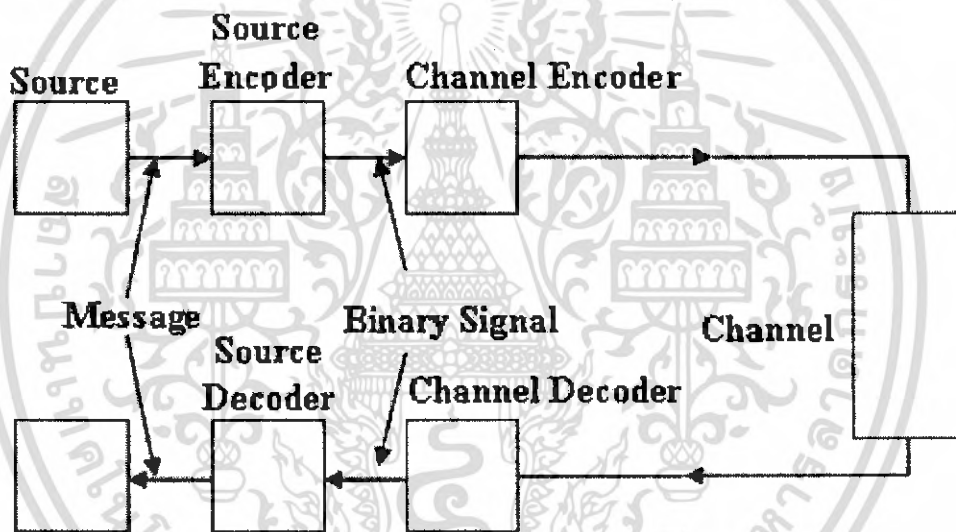 Source
Source
Encoder
Channel Encoder
Message
Binary Signal
Channel
Source
Decoder
Channel Decoder